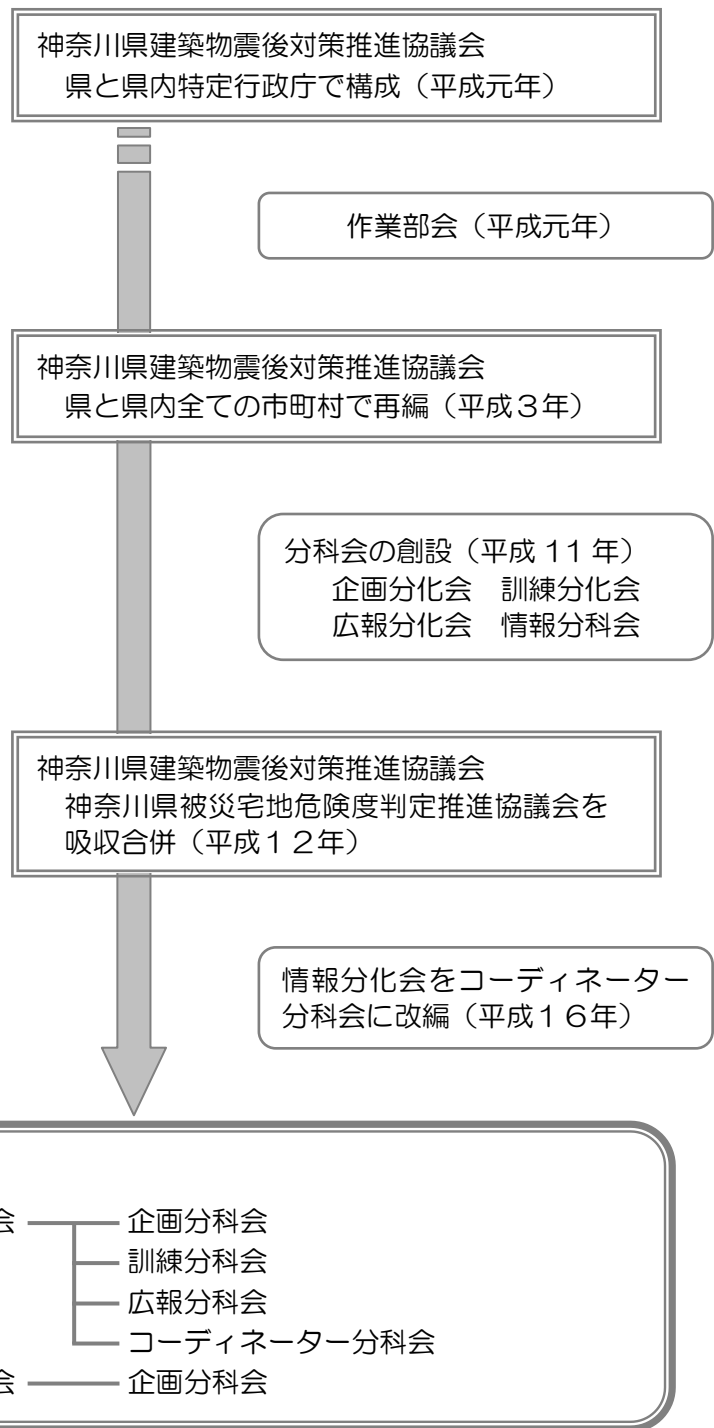 神奈川県建築物震後対策推進協議会
県と県内特定行政庁で構成（平成元年）
作業部会（平成元年）
神奈川県建築物震後対策推進協議会
県と県内全ての市町村で再編（平成３年）
分科会の創設（平成 11 年）
企画分化会　訓練分化会
広報分化会　情報分科会
神奈川県建築物震後対策推進協議会
神奈川県被災宅地危険度判定推進協議会を
吸収合併（平成１２年）
情報分化会をコーディネーター
分科会に改編（平成１６年）
会 企画分科会
訓練分科会
広報分科会
コーディネーター分科会
会 企画分科会